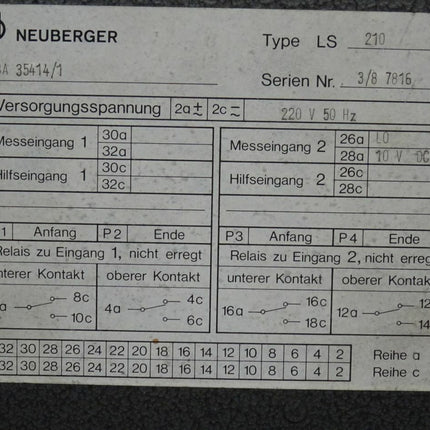 NEUBERGER
Type LS 210
A 35414/1
Serien Nr. 3/8 7816
Versorgungsspannung 2a± 2c≂ 220 V 50 Hz
Messeingang 1 30a 32a
Messeingang 2 26a LO 28a 10 V DC
Hilfseingang 1 30c 32c
Hilfseingang 2 26c 28c
1 Anfang P2 Ende
P3 Anfang P4 Ende
Relais zu Eingang 1, nicht erregt
Relais zu Eingang 2, nicht erreg
unterer Kontakt oberer Kontakt
unterer Kontakt oberer Kontakt
a 8c 10c 4a 4c 6c
16a 16c 18c 12a 12 14
32 30 28 26 24 22 20 18 16 14 12 10 8 6 4 2 Reihe a
32 30 28 26 24 22 20 18 16 14 12 10 8 6 4 2 Reihe c